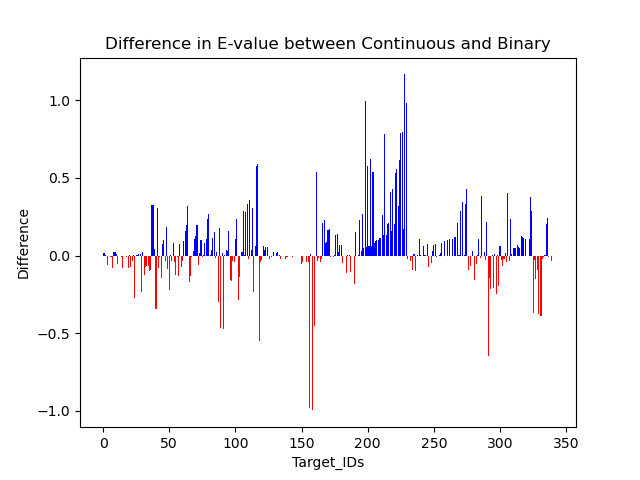 Difference in E-value between Continuous and Binary
1.0
0.5
0.0
−0.5
−1.0
Difference
0 50 100 150 200 250 300 350
Target_IDs